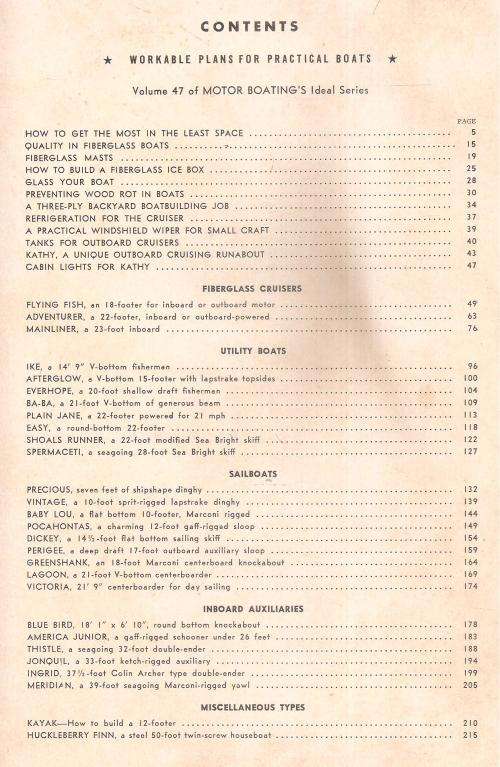 CONTENTS
★ WORKABLE PLANS FOR PRACTICAL BOATS ★
Volume 47 of MOTOR BOATING'S Ideal Series
PAGE
HOW TO GET THE MOST IN THE LEAST SPACE 5
QUALITY IN FIBERGLASS BOATS 15
FIBERGLASS MASTS 19
HOW TO BUILD A FIBERGLASS ICE BOX 25
GLASS YOUR BOAT 28
PREVENTING WOOD ROT IN BOATS 30
A THREE-PLY BACKYARD BOATBUILDING JOB 34
REFRIGERATION FOR THE CRUISER 37
A PRACTICAL WINDSHIELD WIPER FOR SMALL CRAFT 39
TANKS FOR OUTBOARD CRUISERS 40
KATHY, A UNIQUE OUTBOARD CRUISING RUNABOUT 43
CABIN LIGHTS FOR KATHY 47
FIBERGLASS CRUISERS
FLYING FISH, an 18-footer for inboard or outboard motor 49
ADVENTURER, a 22-footer, inboard or outboard-powered 63
MAINLINER, a 23-foot inboard 76
UTILITY BOATS
IKE, a 14' 9" V-bottom fisherman 96
AFTERGLOW, a V-bottom 15-footer with lapstrake topsides 100
EVERHOPE, a 20-foot shallow draft fisherman 104
BA-BA, a 21-foot V-bottom of generous beam 109
PLAIN JANE, a 22-footer powered for 21 mph 113
EASY, a round-bottom 22-footer 118
SHOALS RUNNER, a 22-foot modified Sea Bright skiff 122
SPERMACETI, a seagoing 28-foot Sea Bright skiff 127
SAILBOATS
PRECIOUS, seven feet of shipshape dinghy 132
VINTAGE, a 10-foot sprit-rigged lapstrake dinghy 139
BABY LOU, a flat bottom 10-footer, Marconi rigged 144
POCAHONTAS, a charming 12-foot gaff-rigged sloop 149
DICKEY, a 14½-foot flat bottom sailing skiff 154
PERIGEE, a deep draft 17-foot outboard auxiliary sloop 159
GREENSHANK, an 18-foot Marconi centerboard knockabout 164
LAGOON, a 21-foot V-bottom centerboarder 169
VICTORIA, 21' 9" centerboarder for day sailing 174
INBOARD AUXILIARIES
BLUE BIRD, 18' 1" x 6' 10", round bottom knockabout 178
AMERICA JUNIOR, a gaff-rigged schooner under 26 feet 183
THISTLE, a seagoing 32-foot double-ender 188
JONQUIL, a 33-foot ketch-rigged auxiliary 194
INGRID, 37½-foot Colin Archer type double-ender 199
MERIDIAN, a 39-foot seagoing Marconi-rigged yawl 205
MISCELLANEOUS TYPES
KAYAK—How to build a 12-footer 210
HUCKLEBERRY FINN, a steel 50-foot twin-screw houseboat 215